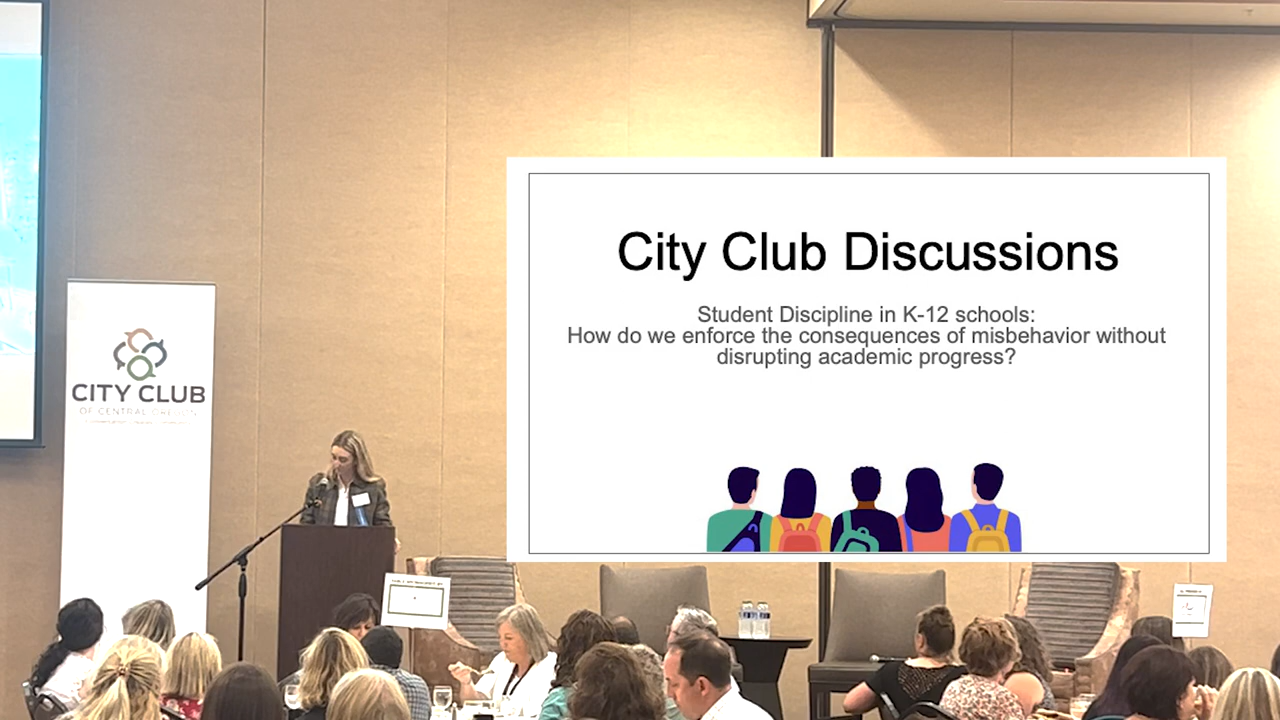 City Club Discussions
Student Discipline in K-12 schools:
How do we enforce the consequences of misbehavior without
disrupting academic progress?
CITY CLUB
OF CENTRAL OREGON